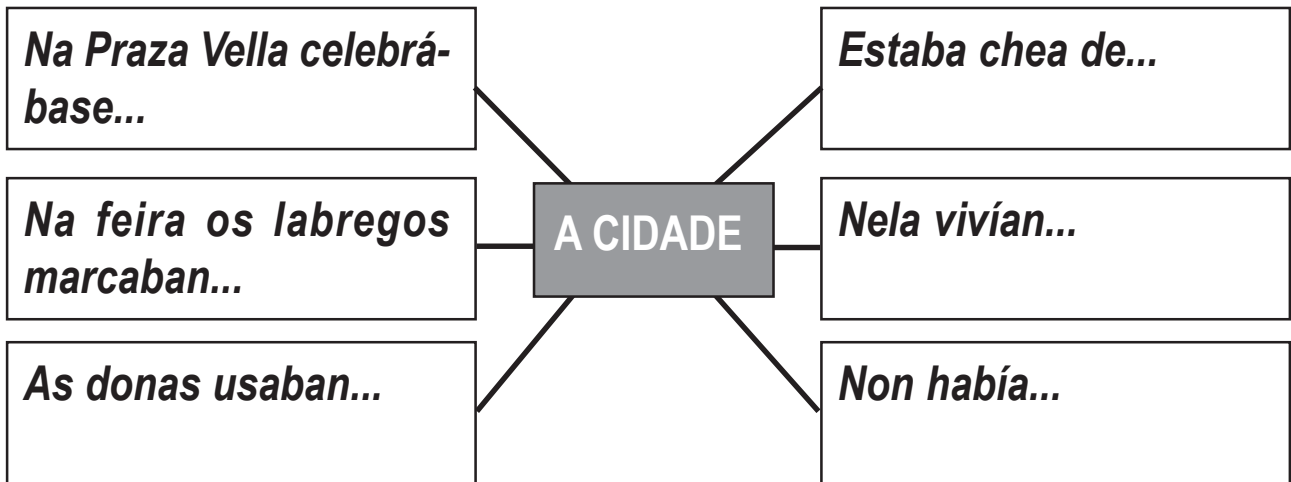 Na Praza Vella celebrá-
base...
Na feira os labregos
marcaban...
As donas usaban...
A CIDADE
Estaba chea de...
Nela vivían...
Non había...